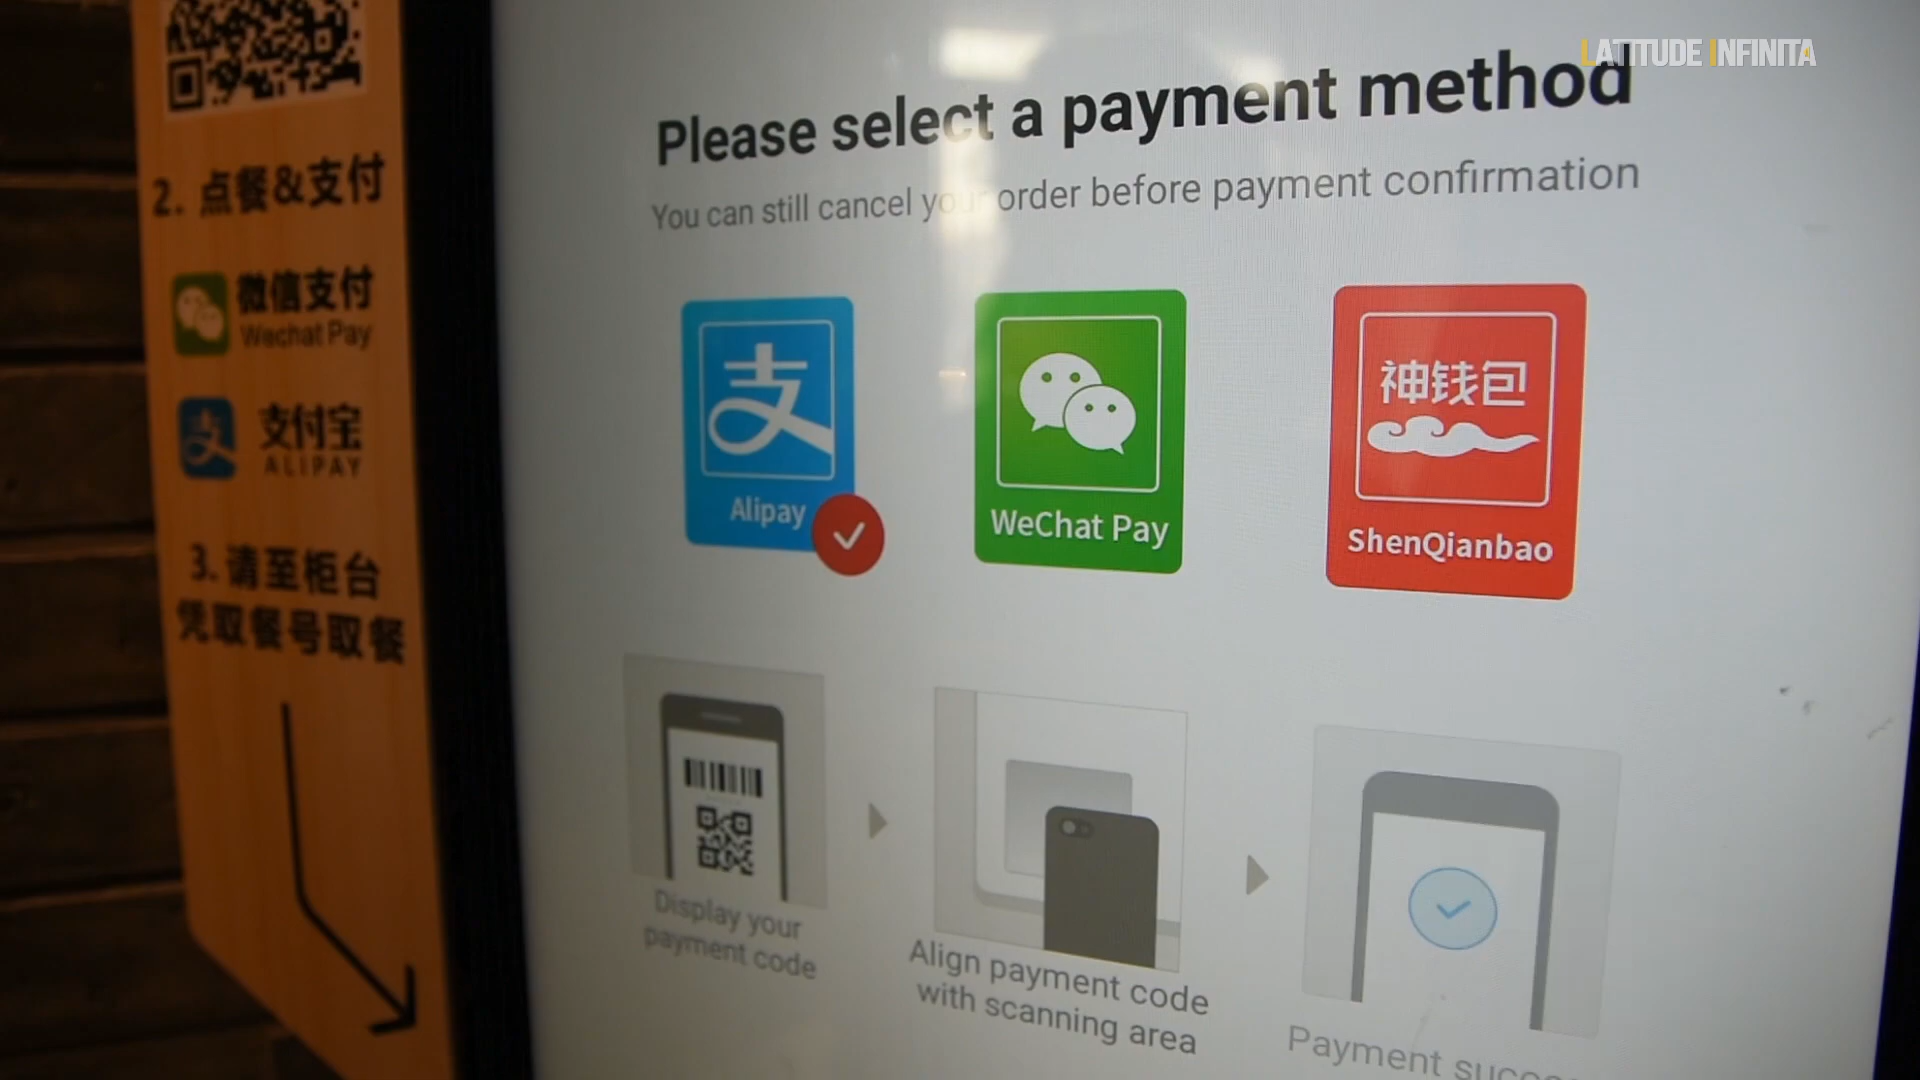 LATITUDE INFINITA
2. 点餐&支付
微信支付
Wechat Pay
支
支付宝
ALIPAY
3. 请至柜台
凭取餐号取餐
Please select a payment method
You can still cancel your order before payment confirmation
支
Alipay
WeChat Pay
神钱包
ShenQianbao
Display your
payment code
Align payment code
with scanning area
Payment